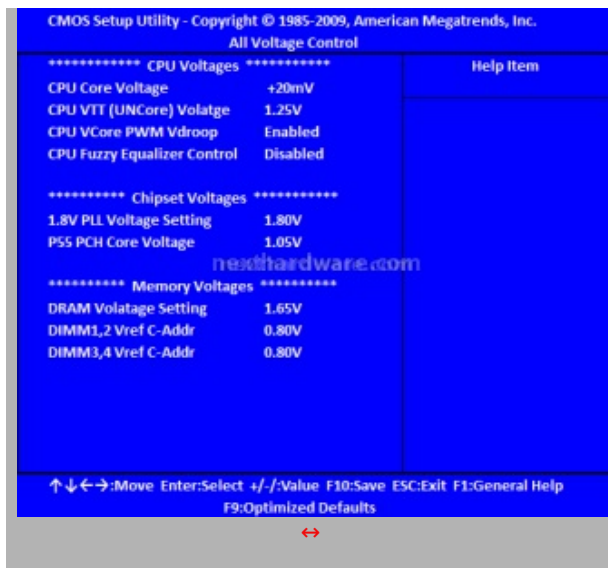 CMOS Setup Utility - Copyright © 1985-2009, American Megatrends, Inc.
All Voltage Control
************ CPU Voltages ***********
Help Item
CPU Core Voltage +20mV
CPU VTT (UNCore) Volatge 1.25V
CPU VCore PWM Vdroop Enabled
CPU Fuzzy Equalizer Control Disabled
********** Chipset Voltages ***********
1.8V PLL Voltage Setting 1.80V
P55 PCH Core Voltage 1.05V
nexthardware.com
********** Memory Voltages **********
DRAM Volatage Setting 1.65V
DIMM1,2 Vref C-Addr 0.80V
DIMM3,4 Vref C-Addr 0.80V
↑↓←→:Move Enter:Select +/-/:Value F10:Save ESC:Exit F1:General Help
F9:Optimized Defaults